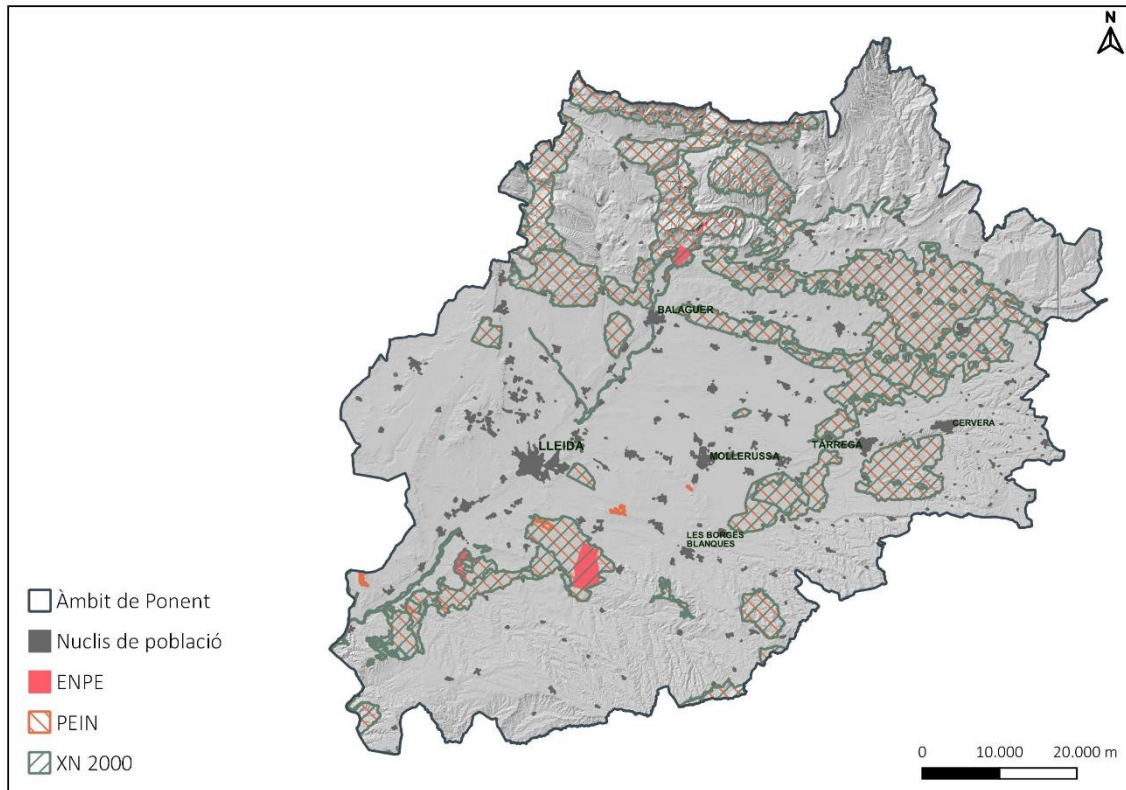 N
BALAGUER
CERVERA
LLEIDA
TÀRREGA
MOLLERUSSA
LES BORGES
BLANQUES
Àmbit de Ponent
Nuclis de població
ENPE
PEIN
XN 2000
0 10.000 20.000 m